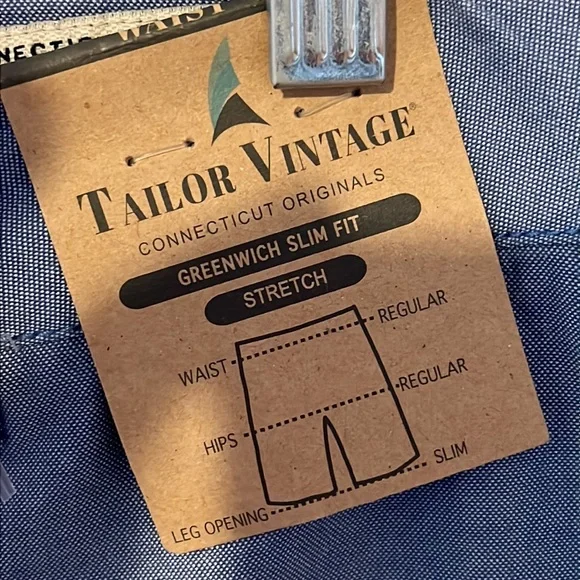 TAILOR VINTAGE®
CONNECTICUT ORIGINALS
GREENWICH SLIM FIT
STRETCH
WAIST REGULAR
HIPS REGULAR
LEG OPENING SLIM